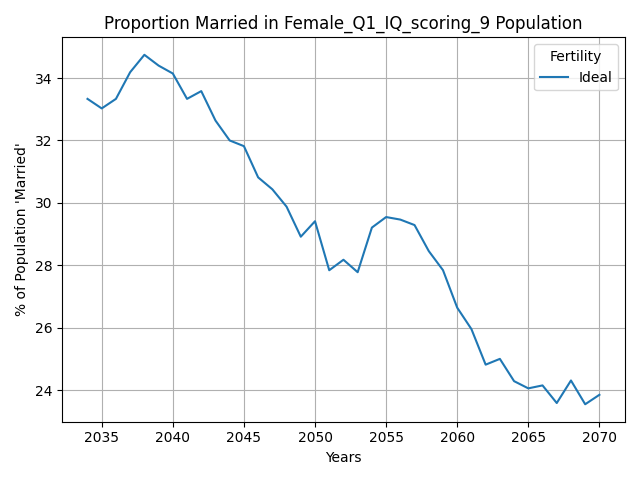 Proportion Married in Female_Q1_IQ_scoring_9 Population
Fertility
Ideal
% of Population 'Married'
34
32
30
28
26
24
2035 2040 2045 2050 2055 2060 2065 2070
Years